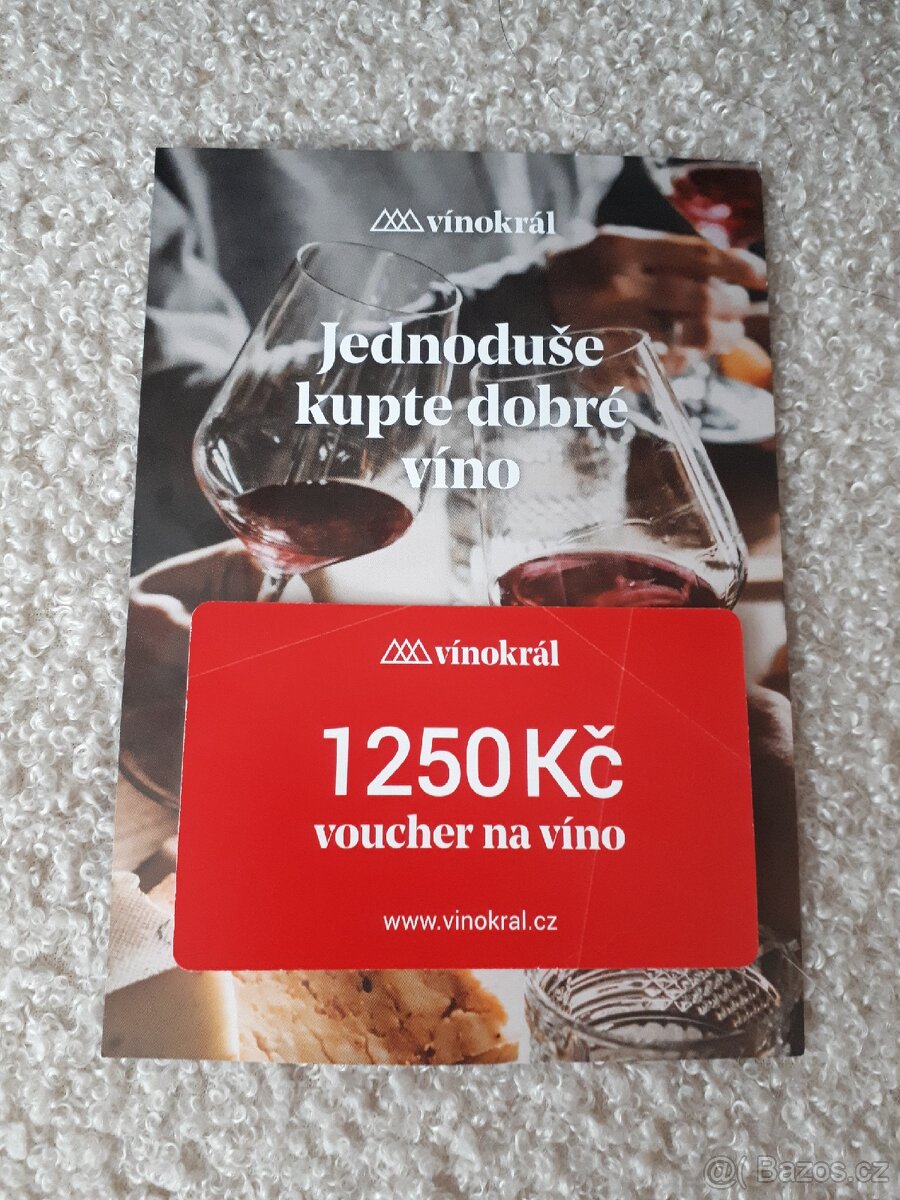 vínokrál
Jednoduše
kupte dobré
víno
vínokrál
1250 Kč
voucher na víno
www.vinokral.cz
@( Bazos.cz